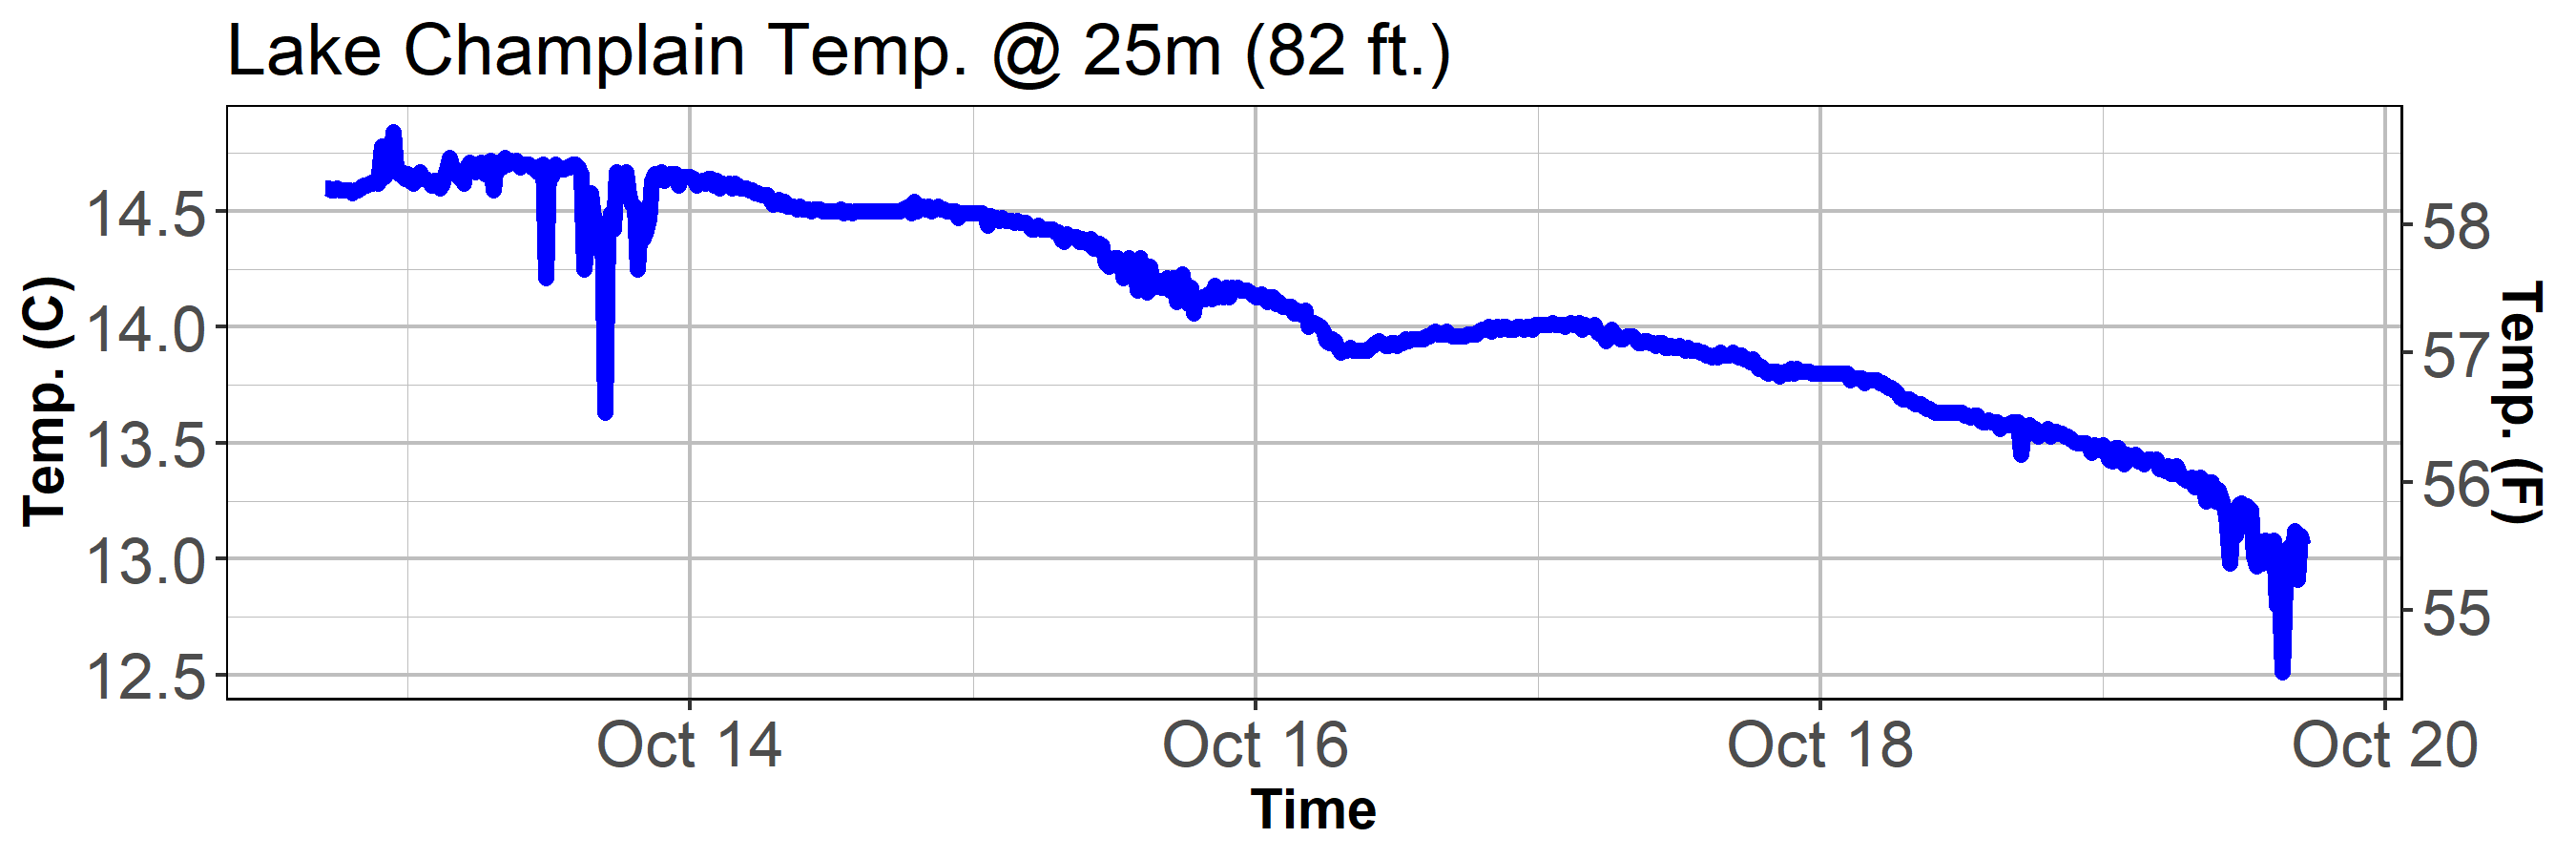 Lake Champlain Temp. @ 25m (82 ft.)
Temp. (C)
14.5
14.0
13.5
13.0
12.5
58
57
56
55
Temp. (F)
Oct 14
Oct 16
Oct 18
Oct 20
Time